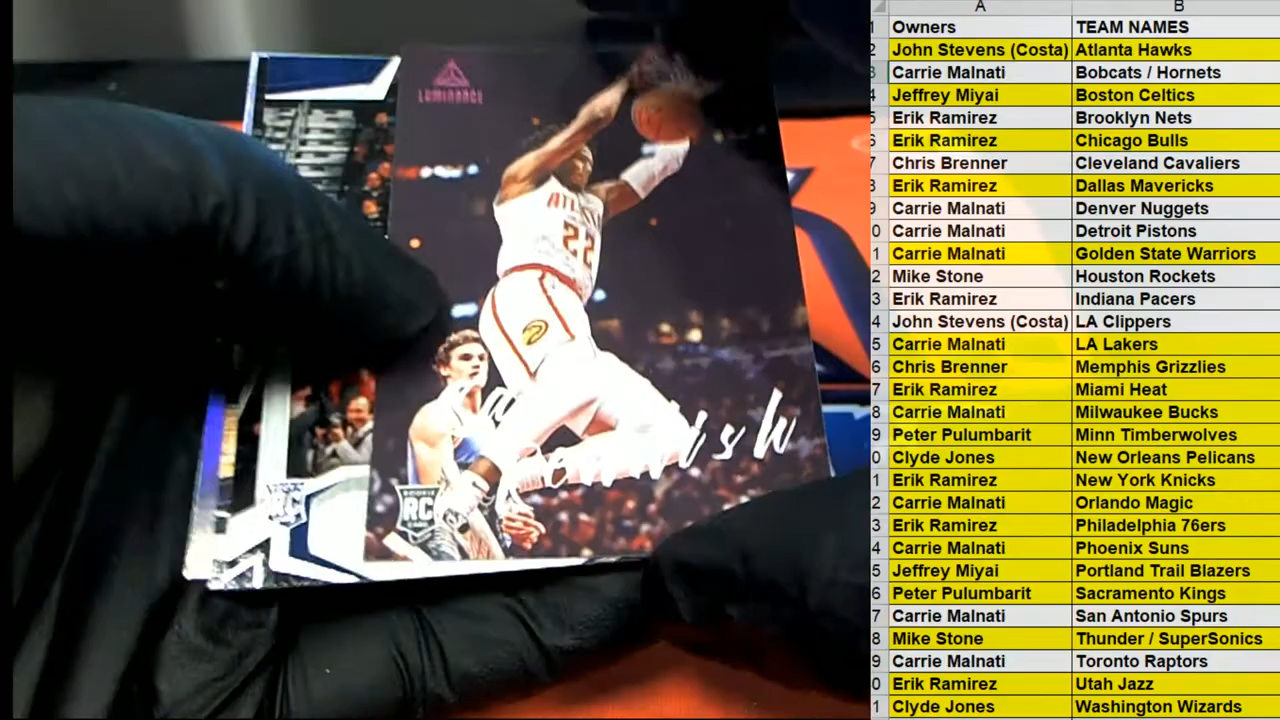 LUMINANCE
ATLANTA
22
ROOKIE
RC
CARD
RC
A B
1 Owners TEAM NAMES
2 John Stevens (Costa) Atlanta Hawks
3 Carrie Malnati Bobcats / Hornets
4 Jeffrey Miyai Boston Celtics
5 Erik Ramirez Brooklyn Nets
6 Erik Ramirez Chicago Bulls
7 Chris Brenner Cleveland Cavaliers
8 Erik Ramirez Dallas Mavericks
9 Carrie Malnati Denver Nuggets
0 Carrie Malnati Detroit Pistons
1 Carrie Malnati Golden State Warriors
2 Mike Stone Houston Rockets
3 Erik Ramirez Indiana Pacers
4 John Stevens (Costa) LA Clippers
5 Carrie Malnati LA Lakers
6 Chris Brenner Memphis Grizzlies
7 Erik Ramirez Miami Heat
8 Carrie Malnati Milwaukee Bucks
9 Peter Pulumbarit Minn Timberwolves
0 Clyde Jones New Orleans Pelicans
1 Erik Ramirez New York Knicks
2 Carrie Malnati Orlando Magic
3 Erik Ramirez Philadelphia 76ers
4 Carrie Malnati Phoenix Suns
5 Jeffrey Miyai Portland Trail Blazers
6 Peter Pulumbarit Sacramento Kings
7 Carrie Malnati San Antonio Spurs
8 Mike Stone Thunder / SuperSonics
9 Carrie Malnati Toronto Raptors
0 Erik Ramirez Utah Jazz
1 Clyde Jones Washington Wizards